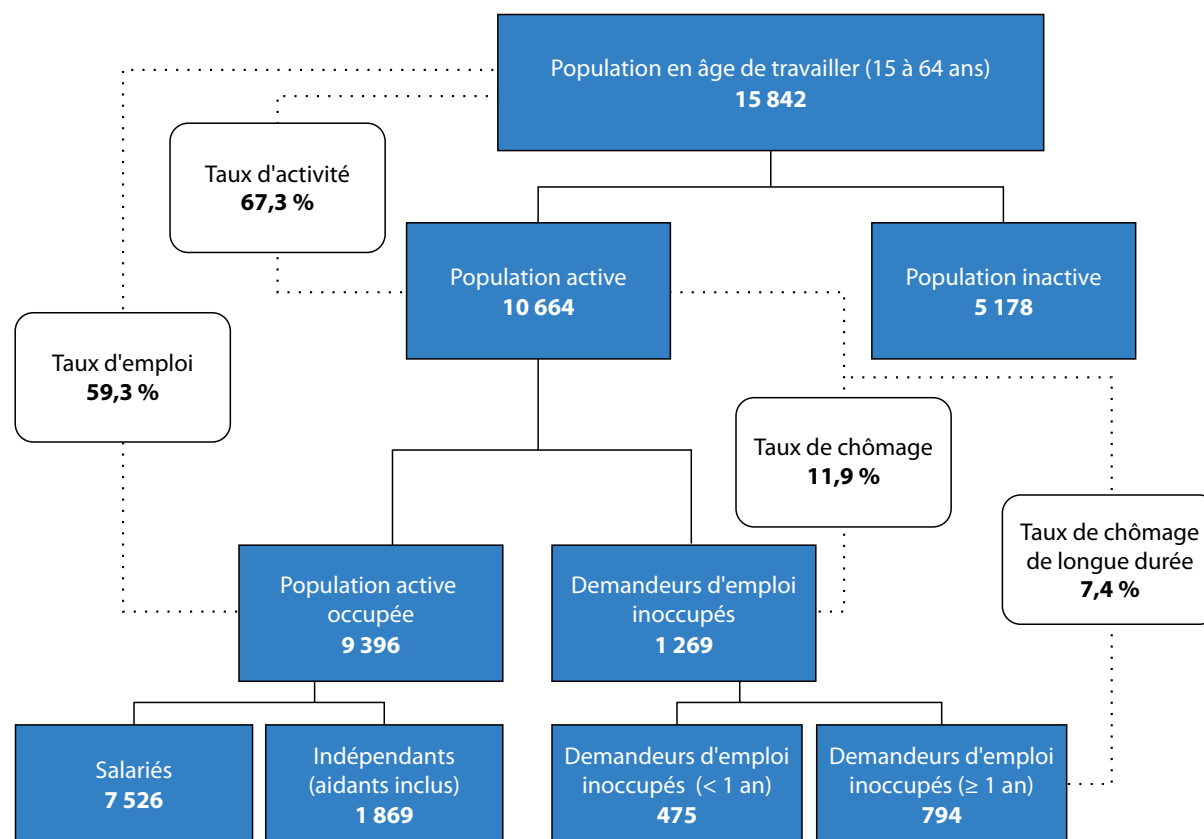 Population en âge de travailler (15 à 64 ans)
15 842
Taux d'activité
67,3 %
Population active
10 664
Population inactive
5 178
Taux d'emploi
59,3 %
Taux de chômage
11,9 %
Taux de chômage
de longue durée
7,4 %
Population active
occupée
9 396
Demandeurs d'emploi
inoccupés
1 269
Salariés
7 526
Indépendants
(aidants inclus)
1 869
Demandeurs d'emploi
inoccupés (< 1 an)
475
Demandeurs d'emploi
inoccupés (≥ 1 an)
794